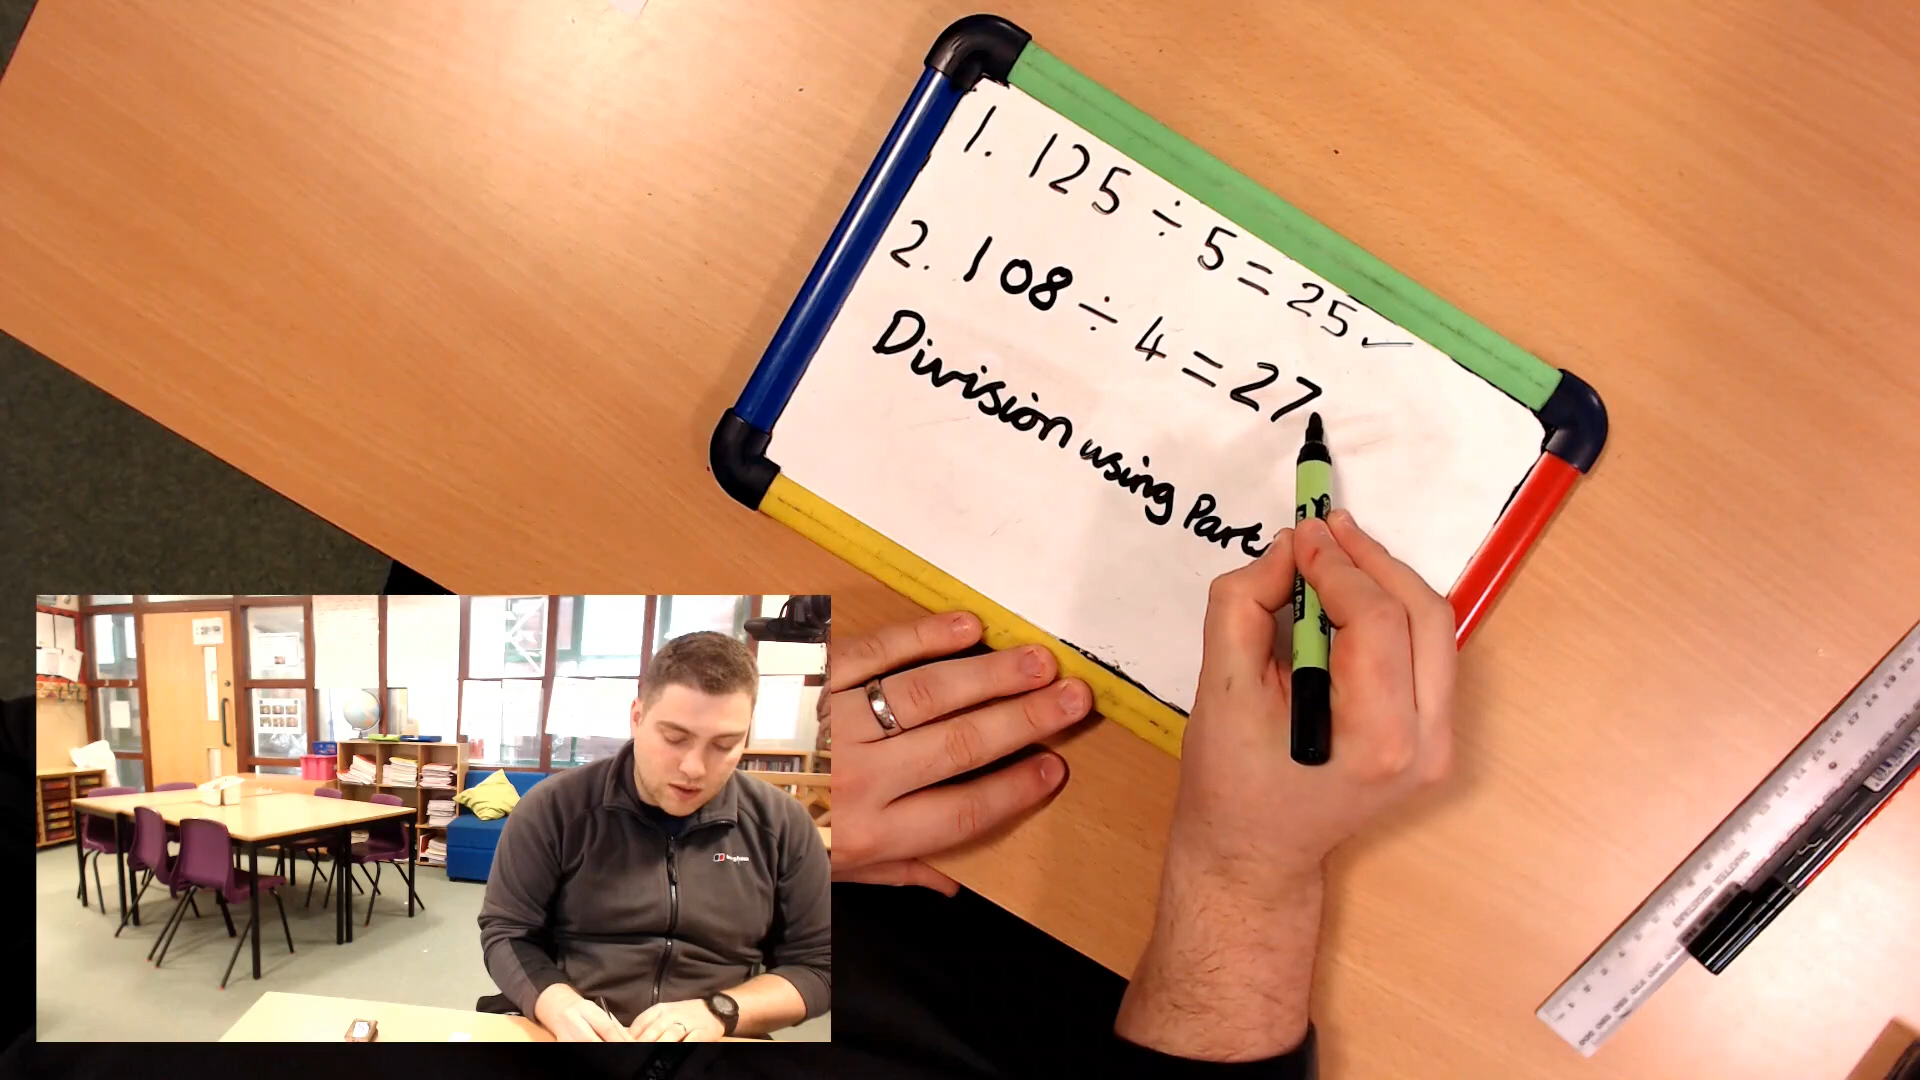 1. 125 ÷ 5 = 25 ✓
2. 108 ÷ 4 = 27
Division using Part